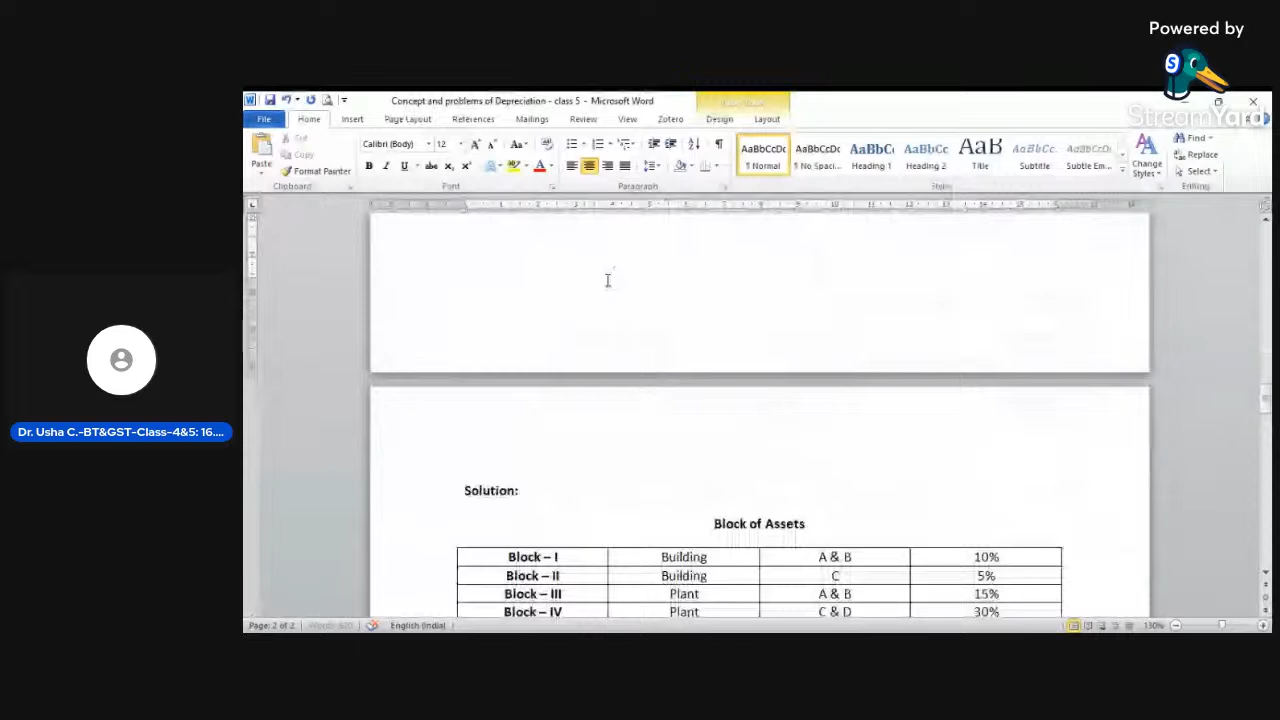 Powered by
S
StreamYard
W
Concept and problems of Depreciation - class 5 - Microsoft Word
File Home Insert Page Layout References Mailings Review View Zotero Design Layout
Paste
Cut
Copy
Format Painter
Clipboard
Calibri (Body) 12
Font
Paragraph
AaBbCcDc AaBbCcDc AaBbC AaBbCc AaB AaBbCc AaBbCcDc
¶ Normal ¶ No Spaci... Heading 1 Heading 2 Title Subtitle Subtle Em...
Change Styles
Find
Replace
Select
Editing
Solution:
Block of Assets
Block – I Building A & B 10%
Block – II Building C 5%
Block – III Plant A & B 15%
Block – IV Plant C & D 30%
Page: 2 of 2 English (India) 130%
Dr. Usha C.-BT&GST-Class-4&5: 16....